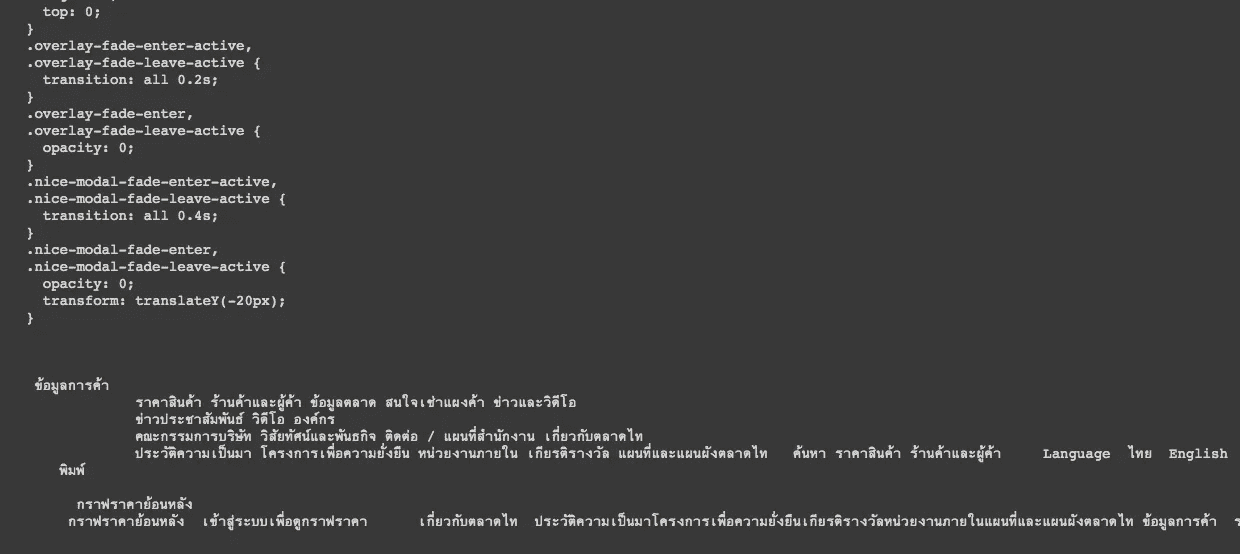 top: 0;
}
.overlay-fade-enter-active,
.overlay-fade-leave-active {
transition: all 0.2s;
}
.overlay-fade-enter,
.overlay-fade-leave-active {
opacity: 0;
}
.nice-modal-fade-enter-active,
.nice-modal-fade-leave-active {
transition: all 0.4s;
}
.nice-modal-fade-enter,
.nice-modal-fade-leave-active {
opacity: 0;
transform: translateY(-20px);
}
ข้อมูลการค้า
ราคาสินค้า ร้านค้าและผู้ค้า ข้อมูลตลาด สนใจเช่าแผงค้า ข่าวและวิดีโอ
ข่าวประชาสัมพันธ์ วิดีโอ องค์กร
คณะกรรมการบริษัท วิสัยทัศน์และพันธกิจ ติดต่อ / แผนที่สำนักงาน เกี่ยวกับตลาดไท
ประวัติความเป็นมา โครงการเพื่อความยั่งยืน หน่วยงานภายใน เกียรติรางวัล แผนที่และแผนผังตลาดไท ค้นหา ราคาสินค้า ร้านค้าและผู้ค้า Language ไทย English
พิมพ์
กราฟราคาย้อนหลัง
กราฟราคาย้อนหลัง เข้าสู่ระบบเพื่อดูกราฟราคา เกี่ยวกับตลาดไท ประวัติความเป็นมาโครงการเพื่อความยั่งยืนเกียรติรางวัลหน่วยงานภายในแผนที่และแผนผังตลาดไท ข้อมูลการค้า